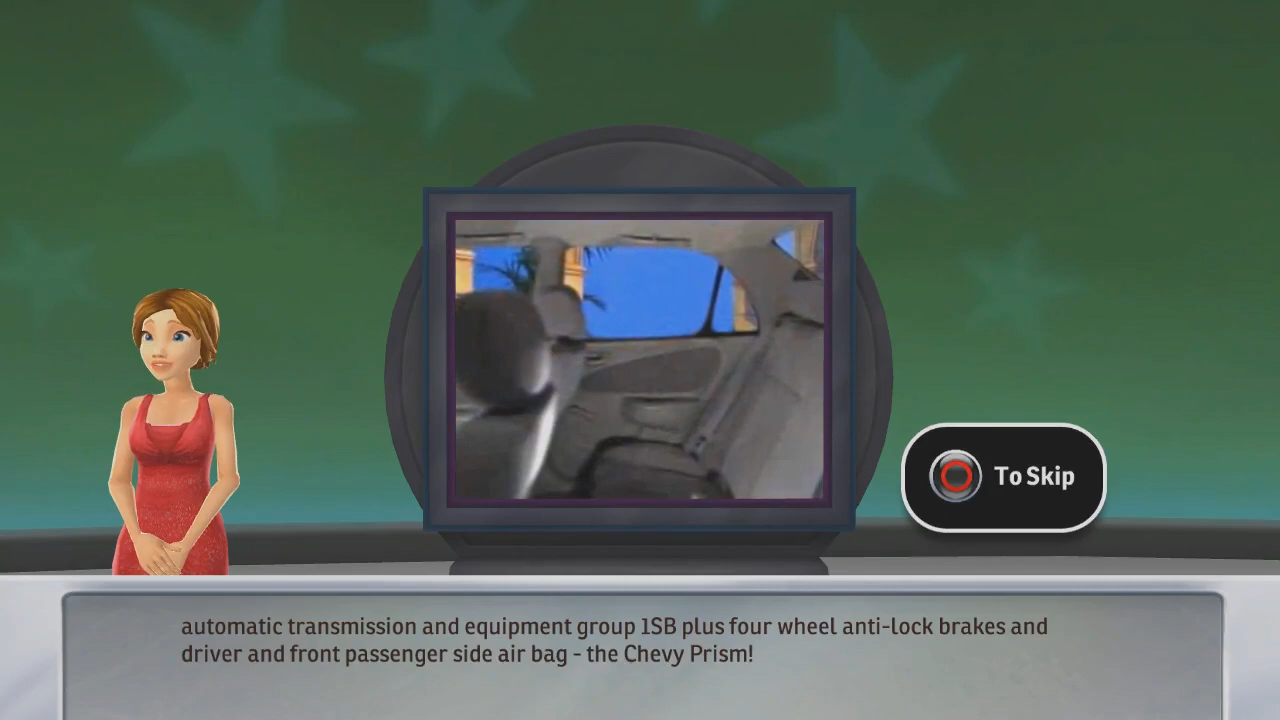 To Skip
automatic transmission and equipment group 1SB plus four wheel anti-lock brakes and
driver and front passenger side air bag - the Chevy Prism!